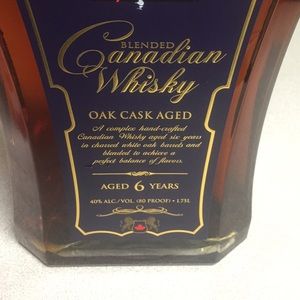 BLENDED
Canadian
Whisky
OAK CASK AGED
A complex hand-crafted
Canadian Whisky aged six years
in charred white oak barrels and
blended to achieve a
perfect balance of flavors.
AGED 6 YEARS
40% ALC./VOL. (80 PROOF) • 1.75L